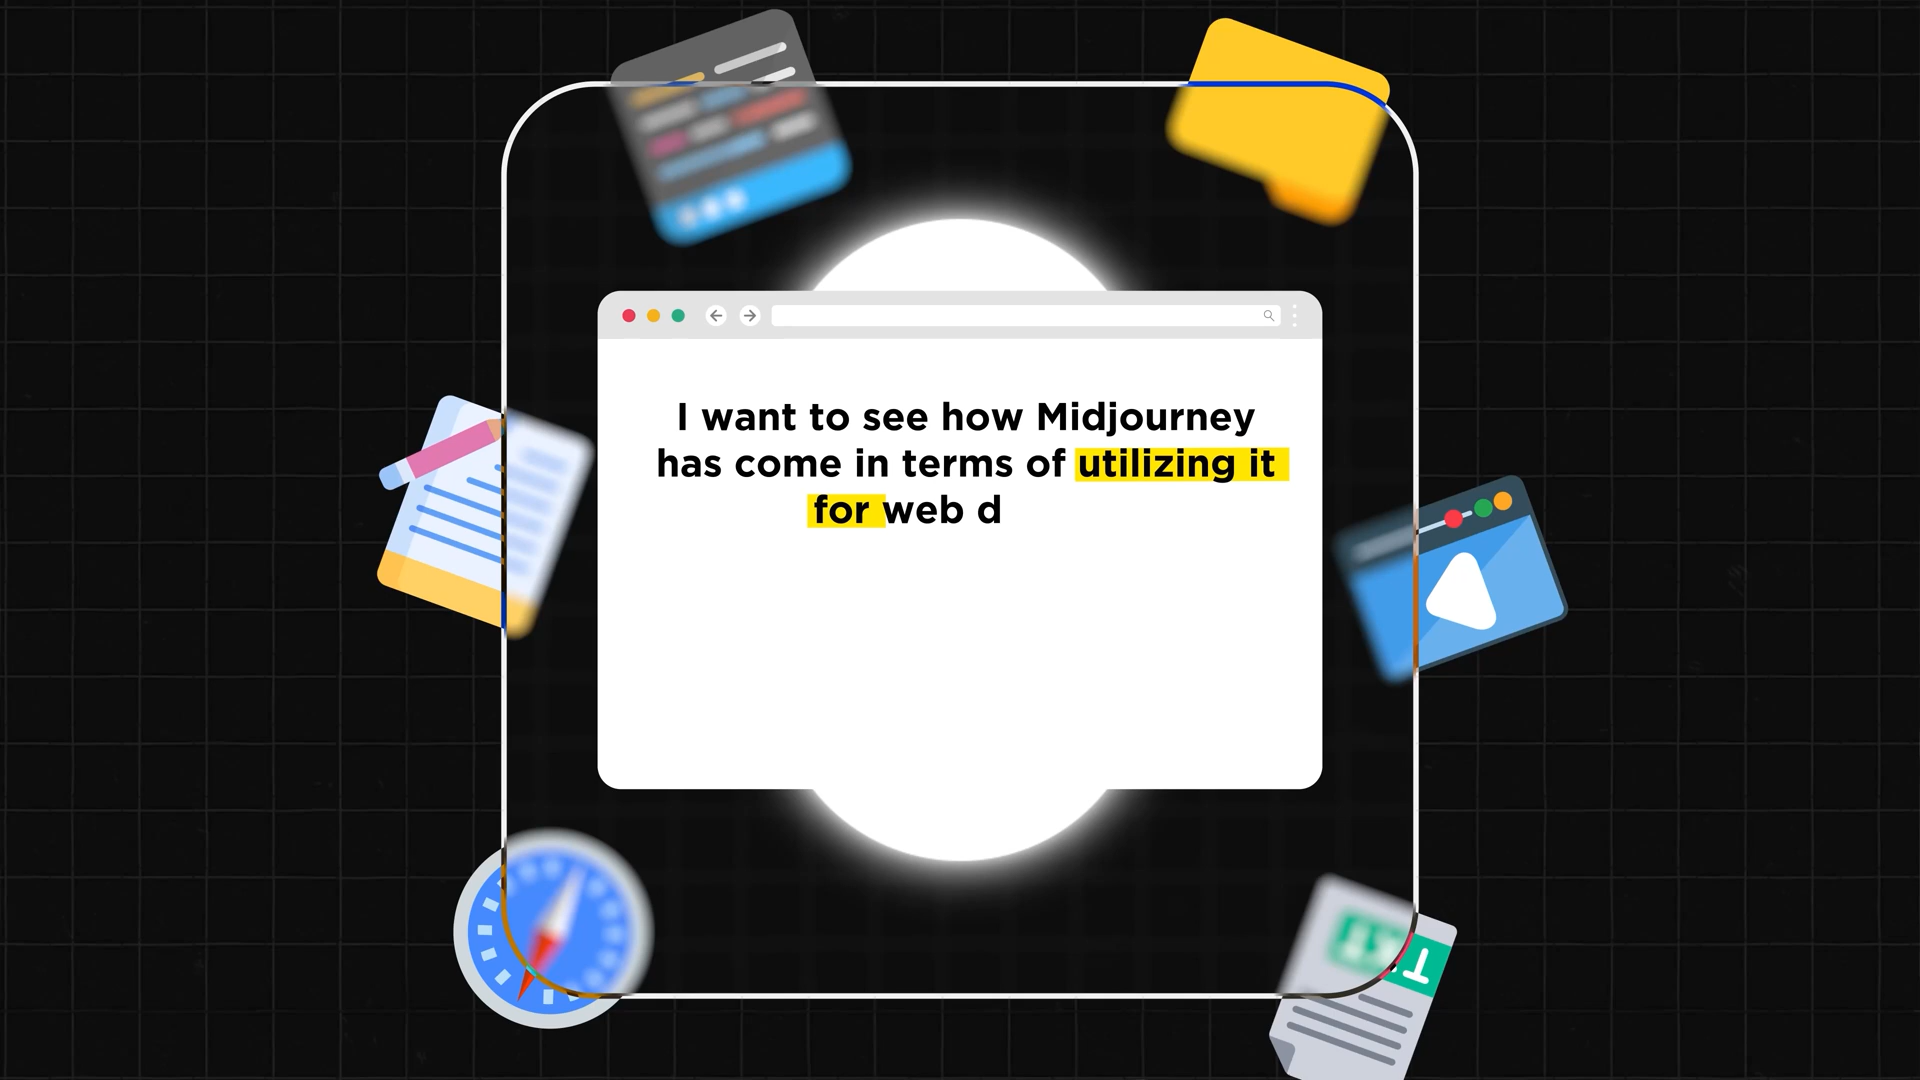 I want to see how Midjourney
has come in terms of utilizing it
for web d